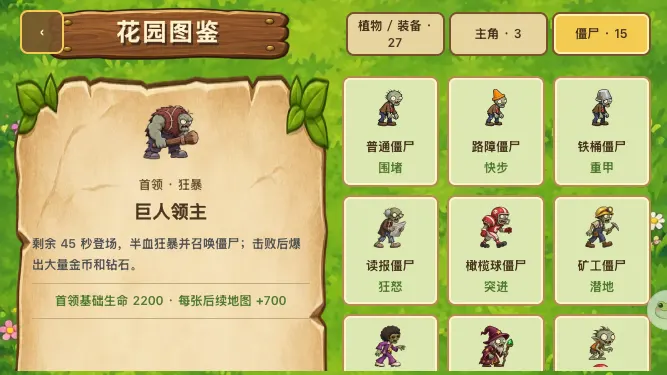 ‹
花园图鉴
植物 / 装备 ·
27
主角 · 3
僵尸 · 15
首领 · 狂暴
巨人领主
剩余 45 秒登场，半血狂暴并召唤僵尸；击败后爆
出大量金币和钻石。
首领基础生命 2200 · 每张后续地图 +700
普通僵尸
围堵
路障僵尸
快步
铁桶僵尸
重甲
读报僵尸
狂怒
橄榄球僵尸
突进
矿工僵尸
潜地